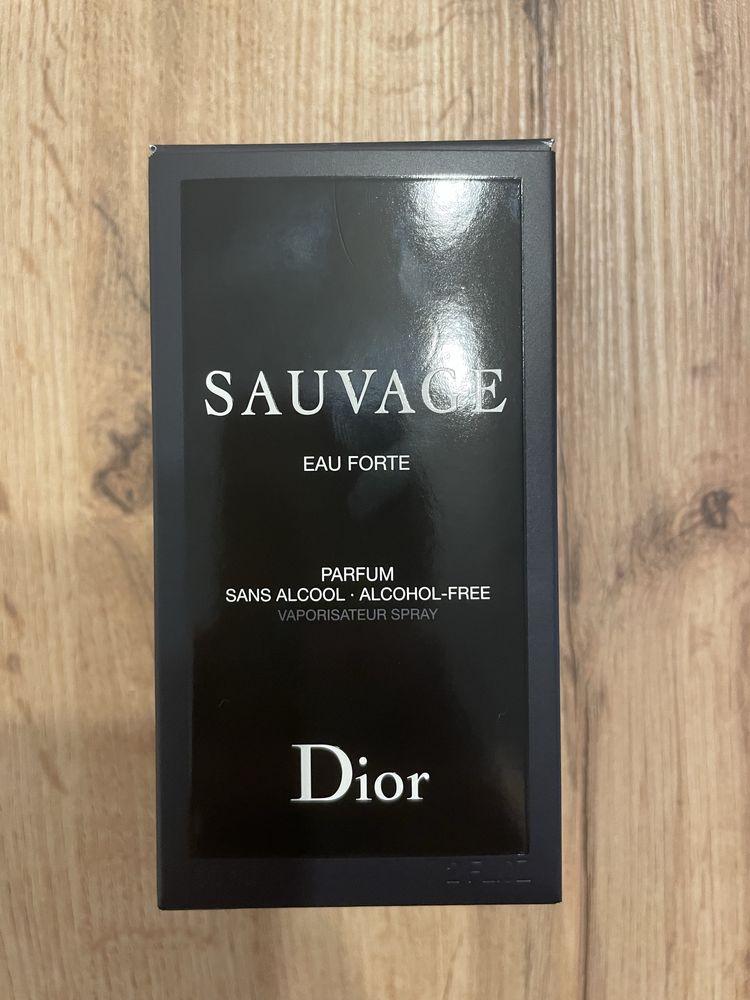 SAUVAGE
EAU FORTE
PARFUM
SANS ALCOOL · ALCOHOL-FREE
VAPORISATEUR SPRAY
Dior